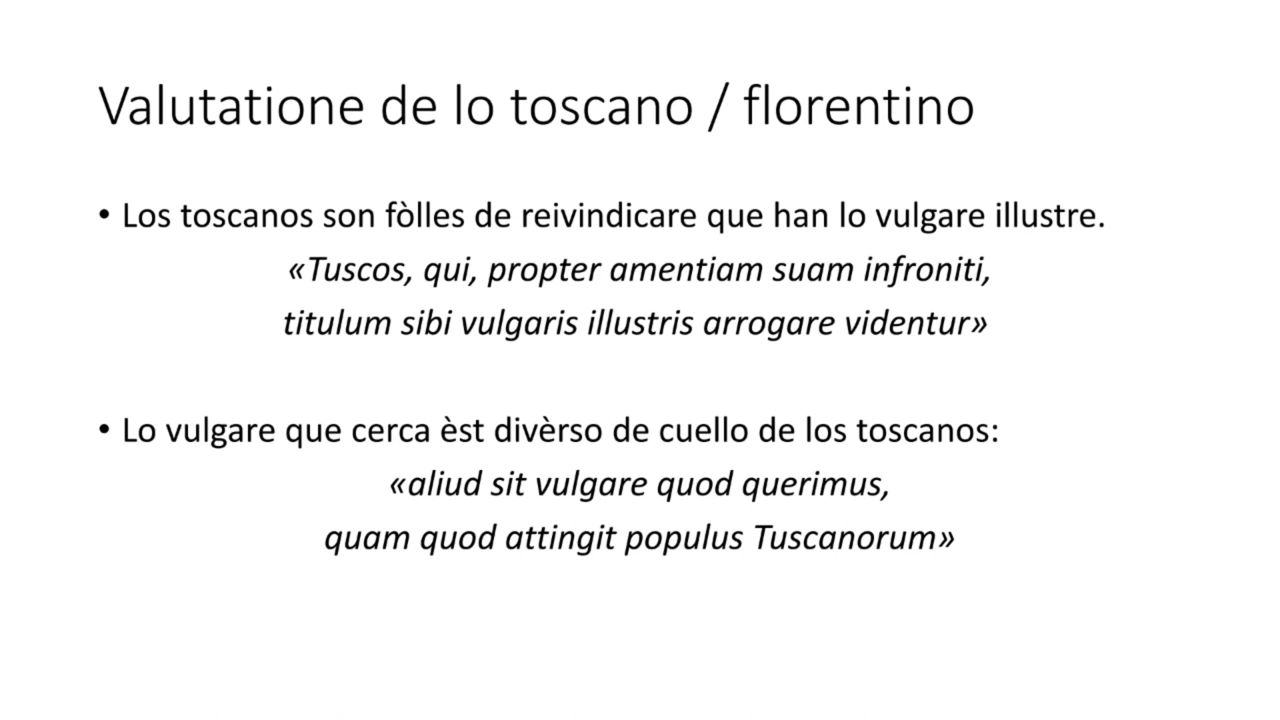 Valutatione de lo toscano / florentino
• Los toscanos son fòlles de reivindicare que han lo vulgare illustre.
«Tuscos, qui, propter amentiam suam infroniti,
titulum sibi vulgaris illustris arrogare videntur»
• Lo vulgare que cerca èst divèrso de cuello de los toscanos:
«aliud sit vulgare quod querimus,
quam quod attingit populus Tuscanorum»